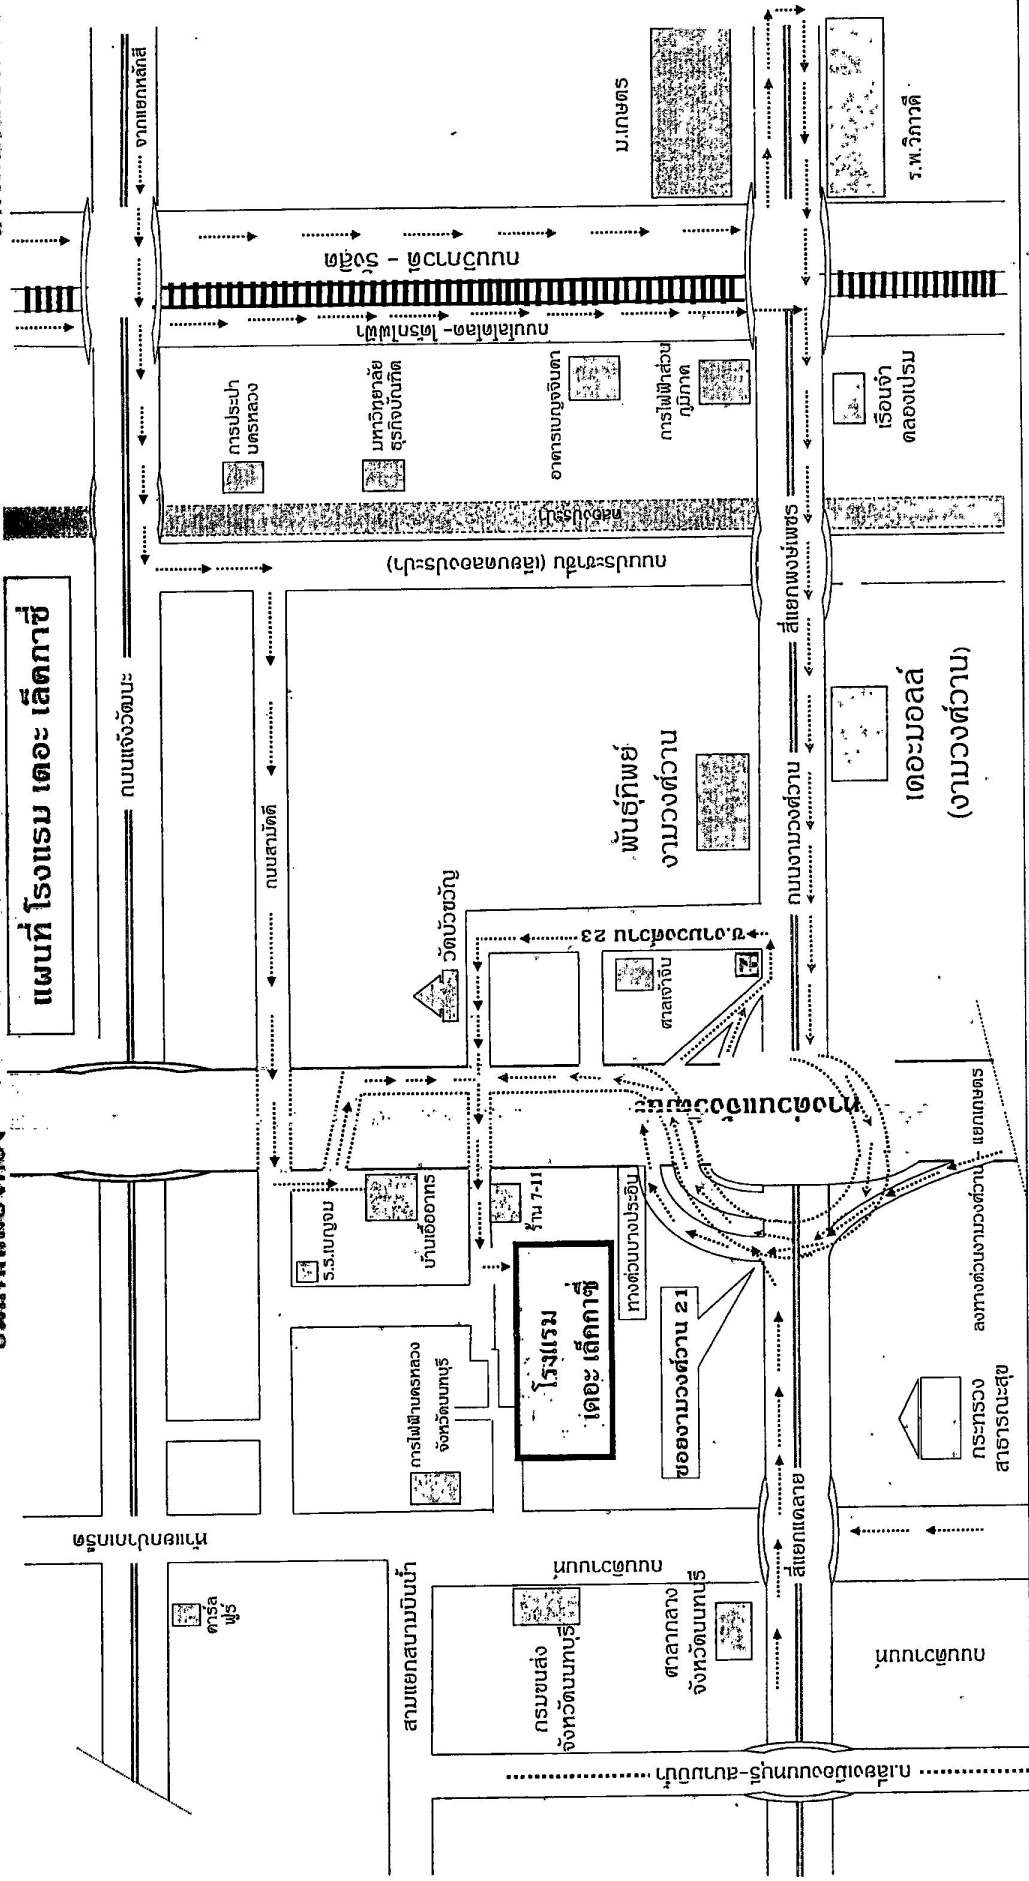 แผนที่ โรงแรม เดอะ เล็กกาซี่
จากแยกหลักสี่
ถนนแจ้งวัฒนะ
ห้าแยกปากเกร็ด
คาร์ล
ฟูร์
ถนนสามัคคี
การประปา
นครหลวง
มหาวิทยาลัย
ธุรกิจบัณฑิต
อาคารเบญจจินดา
การไฟฟ้าส่วน
ภูมิภาค
ถนนวิภาวดี - รังสิต
ถนนโลคัลโรด-ใต้รถไฟฟ้า
ม.เกษตร
ร.พ.วิภาวดี
เรือนจำ
คลองเปรม
คลองประปา
ถนนประชาชื่น (เลียบคลองประปา)
สี่แยกพงษ์เพชร
ถนนงามวงศ์วาน
เดอะมอลล์
(งามวงศ์วาน)
พันธุ์ทิพย์
งามวงศ์วาน
วัดบัวขวัญ
ซ.งามวงศ์วาน 23
ศาลเจ้าจีน
7
ทางด่วนแจ้งวัฒนะ
ร.ร.เบญจม
บ้านเอื้ออาทร
ร้าน 7-11
โรงแรม
เดอะ เล็กกาซี่
ทางด่วนบางปะอิน
ซอยงามวงศ์วาน 21
ลงทางด่วนงามวงศ์วาน แยกเกษตร
การไฟฟ้านครหลวง
จังหวัดนนทบุรี
กระทรวง
สาธารณะสุข
สี่แยกแคลาย
ถนนติวานนท์
ถนนติวานนท์
สามแยกสนามบินน้ำ
กรมขนส่ง
จังหวัดนนทบุรี
ศาลากลาง
จังหวัดนนทบุรี
ถ.เลี่ยงเมืองนนทบุรี-สนามบินน้ำ